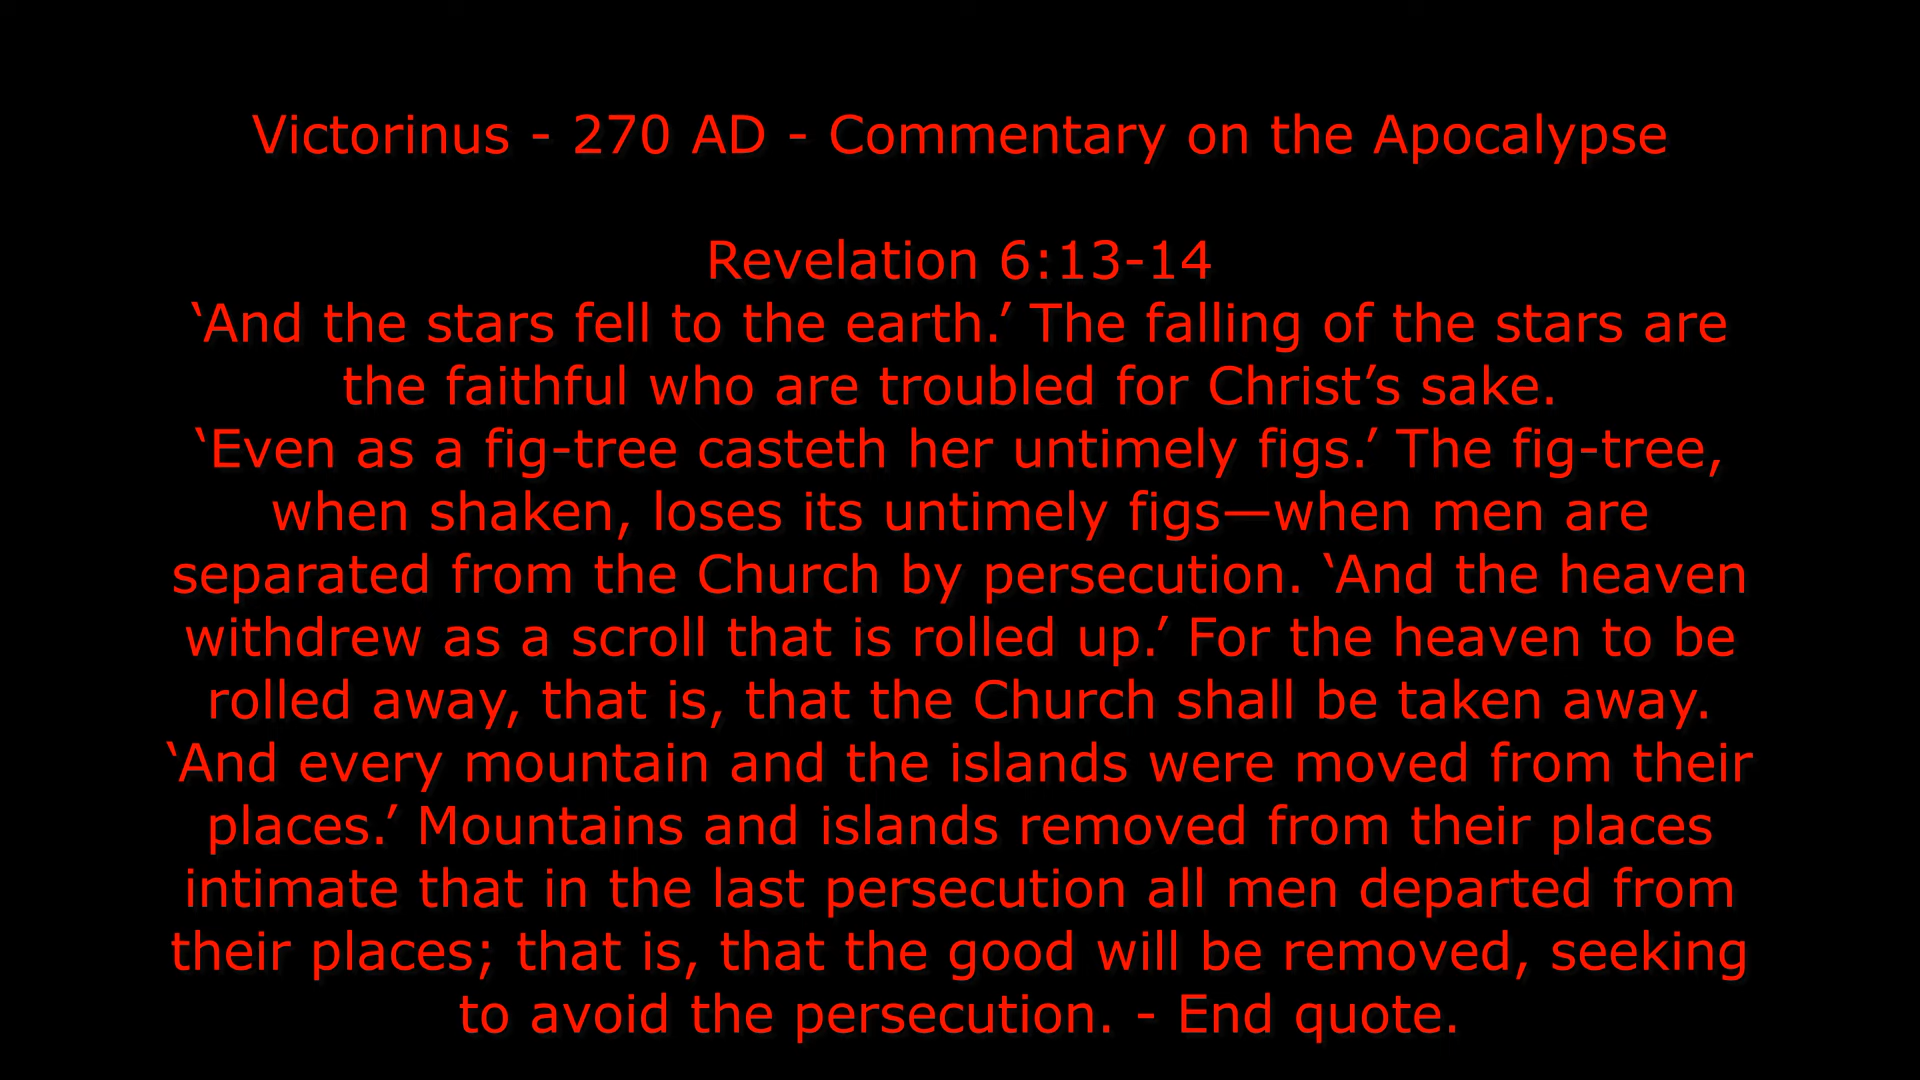 Victorinus - 270 AD - Commentary on the Apocalypse
Revelation 6:13-14
‘And the stars fell to the earth.’ The falling of the stars are
the faithful who are troubled for Christ’s sake.
‘Even as a fig-tree casteth her untimely figs.’ The fig-tree,
when shaken, loses its untimely figs—when men are
separated from the Church by persecution. ‘And the heaven
withdrew as a scroll that is rolled up.’ For the heaven to be
rolled away, that is, that the Church shall be taken away.
‘And every mountain and the islands were moved from their
places.’ Mountains and islands removed from their places
intimate that in the last persecution all men departed from
their places; that is, that the good will be removed, seeking
to avoid the persecution. - End quote.